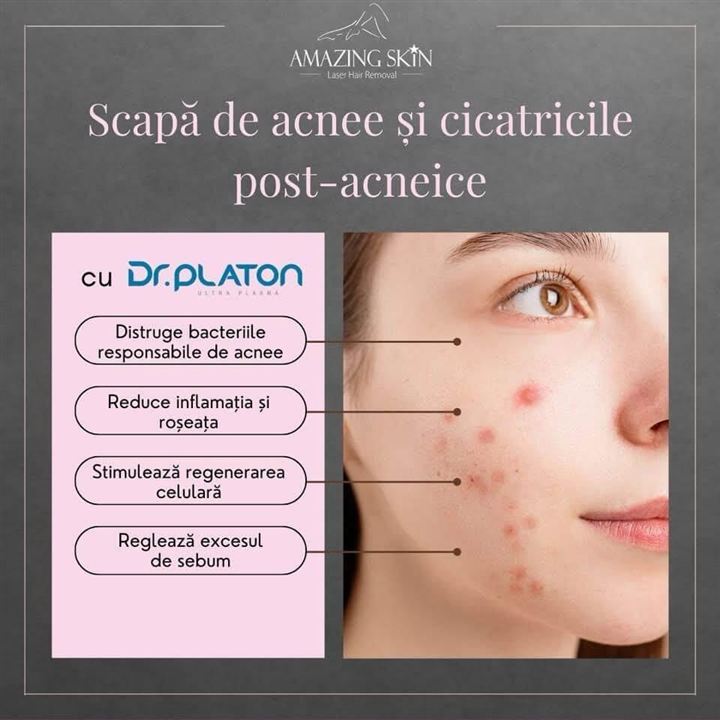 AMAZING SKIN
Laser Hair Removal
Scapă de acnee și cicatricile
post-acneice
cu Dr.PLATON
ULTRA PLASMA
Distruge bacteriile
responsabile de acnee
Reduce inflamația și
roșeața
Stimulează regenerarea
celulară
Reglează excesul
de sebum